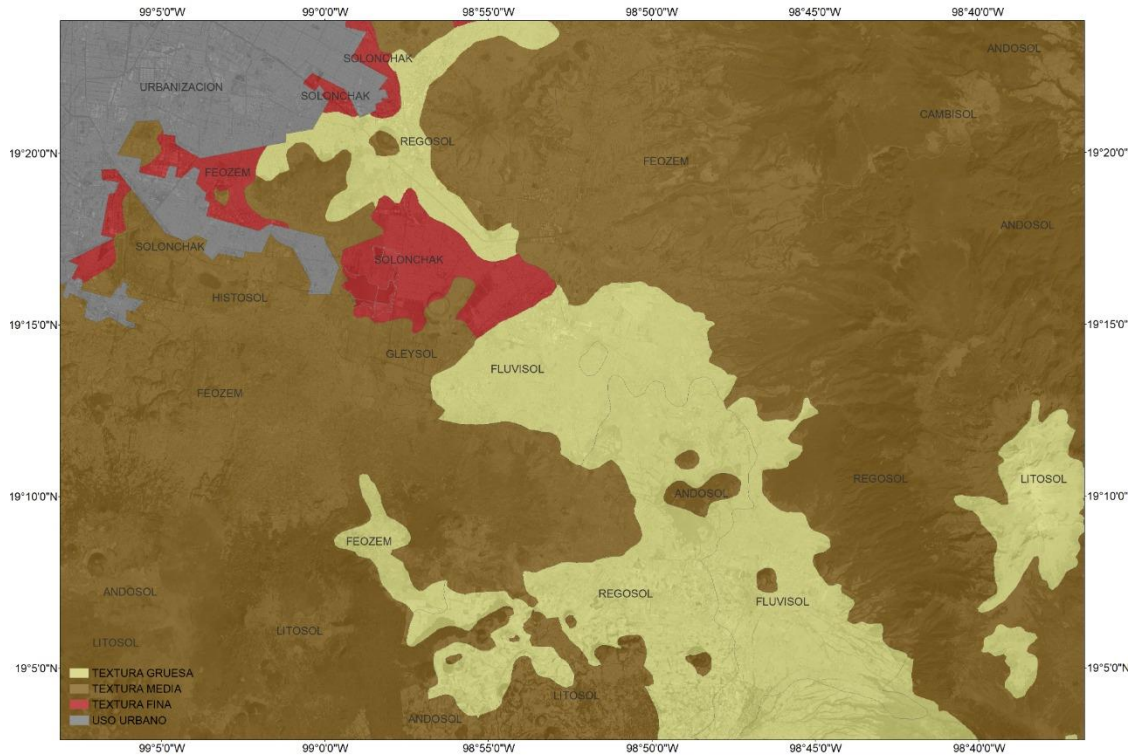 99°5'0"W 99°0'0"W 98°55'0"W 98°50'0"W 98°45'0"W 98°40'0"W
ANDOSOL
SOLONCHAK
URBANIZACION
SOLONCHAK
CAMBISOL
REGOSOL
19°20'0"N 19°20'0"N
FEOZEM
FEOZEM
ANDOSOL
SOLONCHAK
SOLONCHAK
HISTOSOL
19°15'0"N 19°15'0"N
GLEYSOL
FLUVISOL
FEOZEM
REGOSOL LITOSOL
ANDOSOL
19°10'0"N 19°10'0"N
FEOZEM
ANDOSOL
REGOSOL
FLUVISOL
LITOSOL
LITOSOL
19°5'0"N 19°5'0"N
TEXTURA GRUESA
TEXTURA MEDIA
LITOSOL
TEXTURA FINA
USO URBANO
ANDOSOL
99°5'0"W 99°0'0"W 98°55'0"W 98°50'0"W 98°45'0"W 98°40'0"W